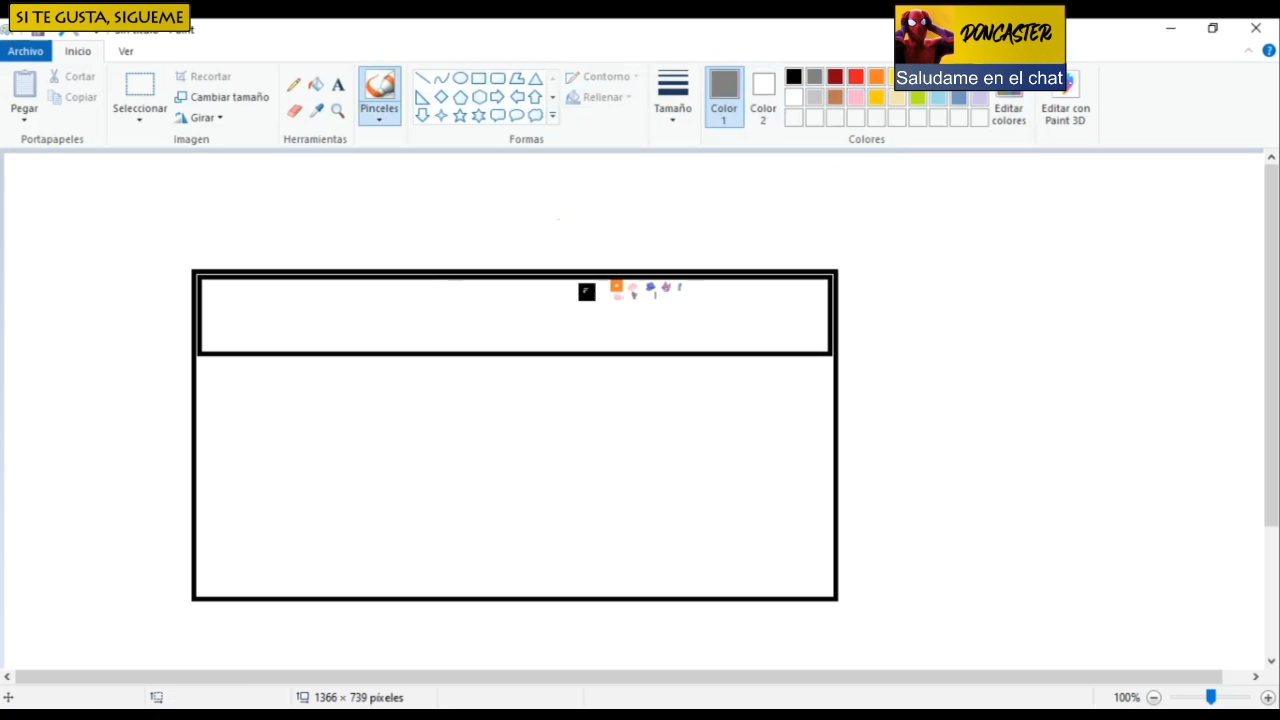 SI TE GUSTA, SIGUEME
DONCASTER
Saludame en el chat
Archivo
Inicio
Ver
Pegar
Cortar
Copiar
Portapapeles
Seleccionar
Recortar
Cambiar tamaño
Girar
Imagen
Herramientas
Pinceles
Formas
Contorno
Rellenar
Tamaño
Color 1
Color 2
Editar colores
Colores
Editar con Paint 3D
1366 × 739 píxeles
100%